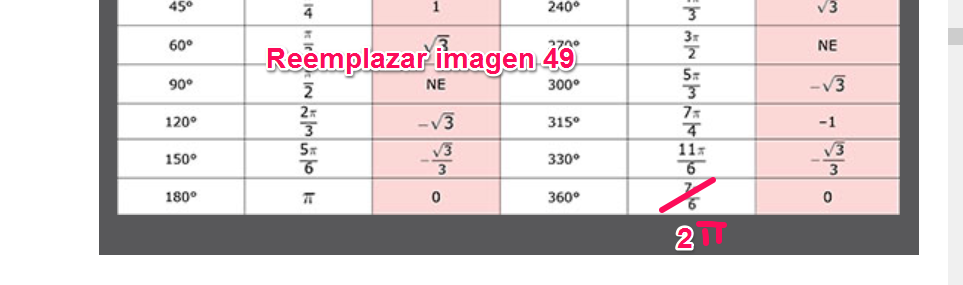 45° π/4 1 240° 4π/3 √3
60° π/3 √3 270° 3π/2 NE
Reemplazar imagen 49
90° π/2 NE 300° 5π/3 −√3
120° 2π/3 −√3 315° 7π/4 −1
150° 5π/6 −√3/3 330° 11π/6 −√3/3
180° π 0 360° 7π/6 0
2 π